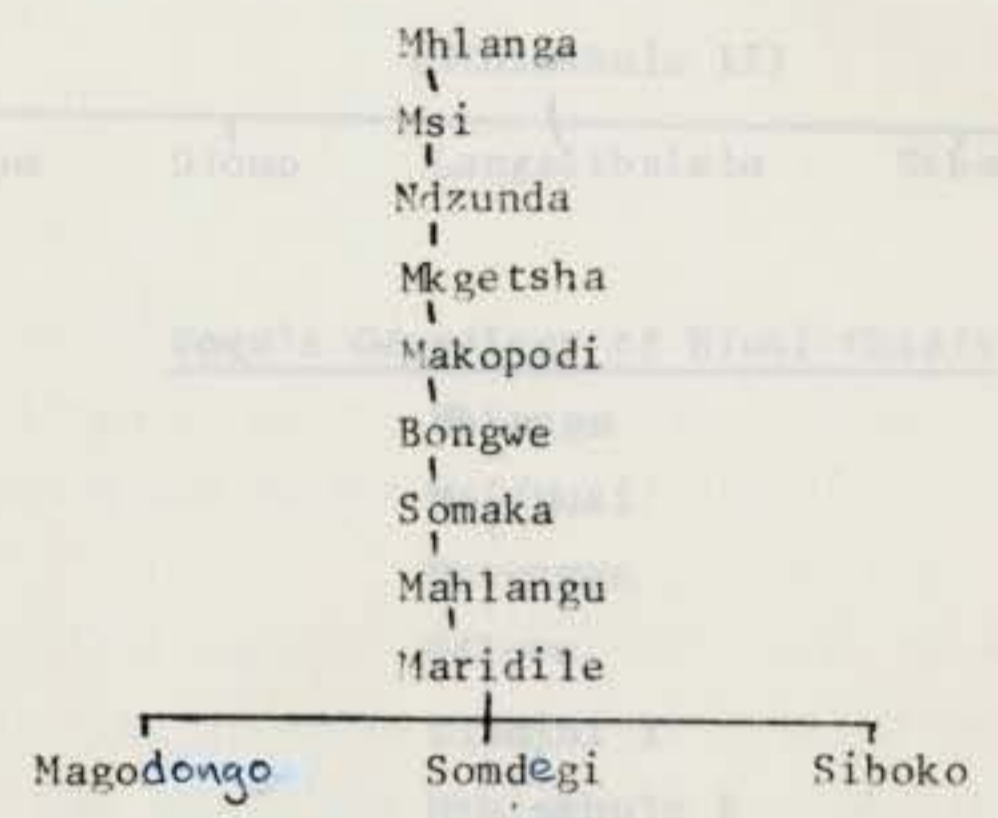 Mhlanga
Msi
Ndzunda
Mkgetsha
Makopodi
Bongwe
Somaka
Mahlangu
Maridile
Magodongo Somdegi Siboko